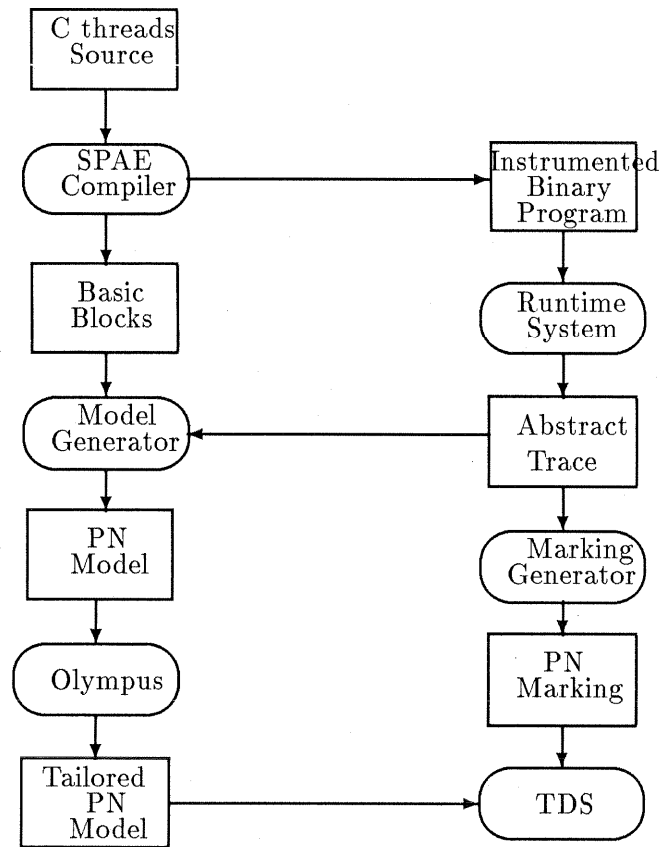 C threads
Source
SPAE
Compiler
Instrumented
Binary
Program
Basic
Blocks
Runtime
System
Model
Generator
Abstract
Trace
PN
Model
Marking
Generator
Olympus
PN
Marking
Tailored
PN
Model
TDS